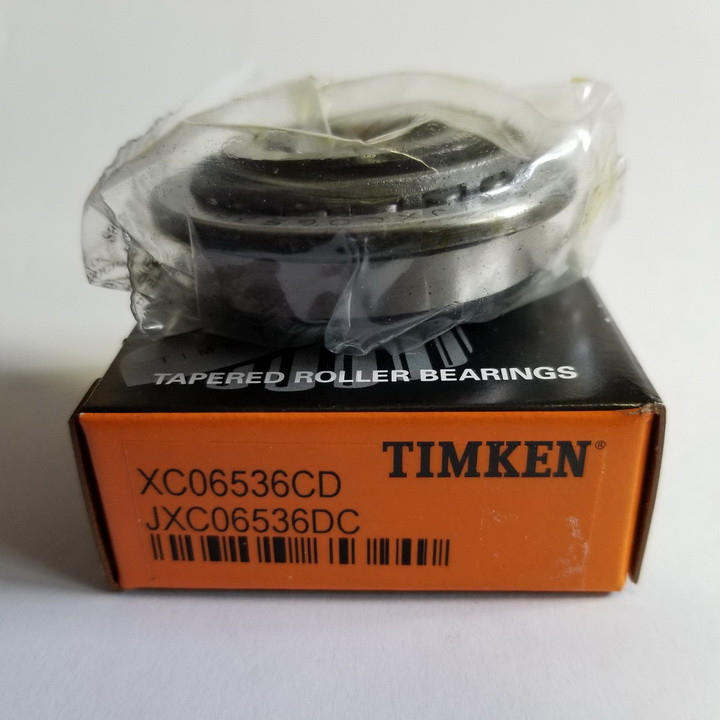 TAPERED ROLLER BEARINGS
TIMKEN®
XC06536CD
JXC06536DC